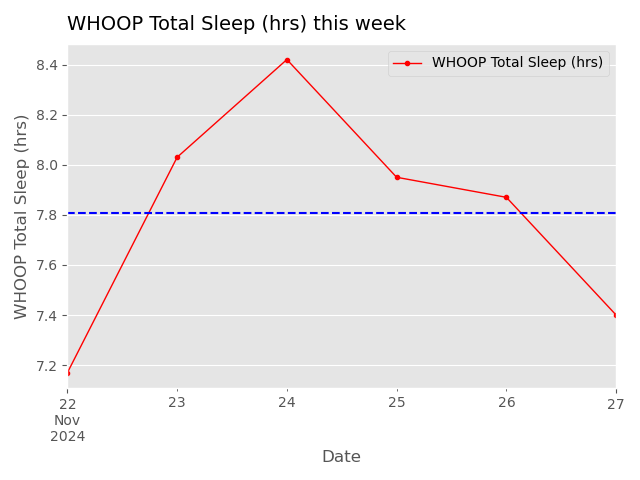 WHOOP Total Sleep (hrs) this week
WHOOP Total Sleep (hrs)
WHOOP Total Sleep (hrs)
8.4
8.2
8.0
7.8
7.6
7.4
7.2
22 23 24 25 26 27
Nov
2024
Date